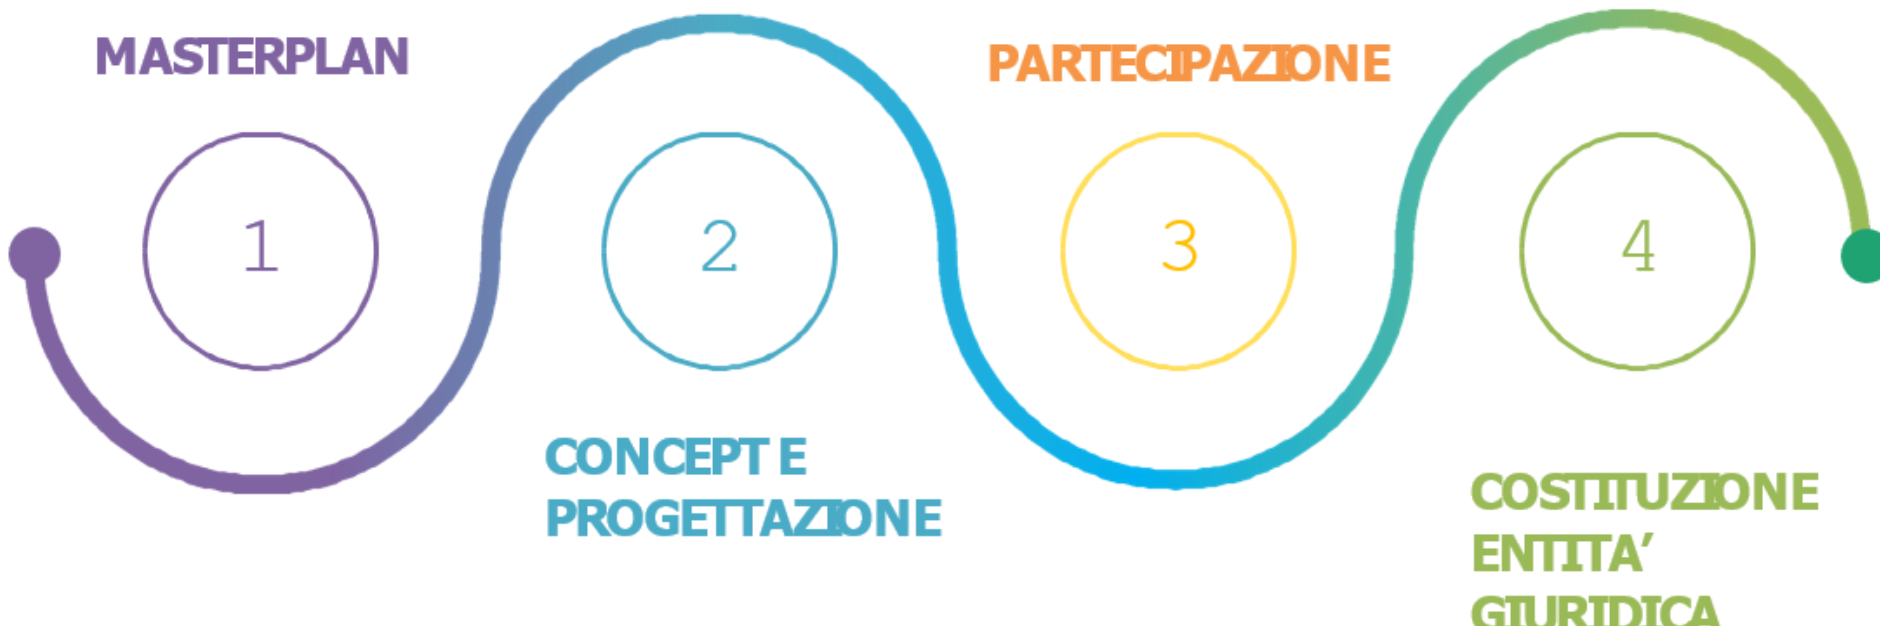 MASTERPLAN
1
2
CONCEPT E
PROGETTAZIONE
PARTECIPAZIONE
3
4
COSTITUZIONE
ENTITA’
GIURIDICA